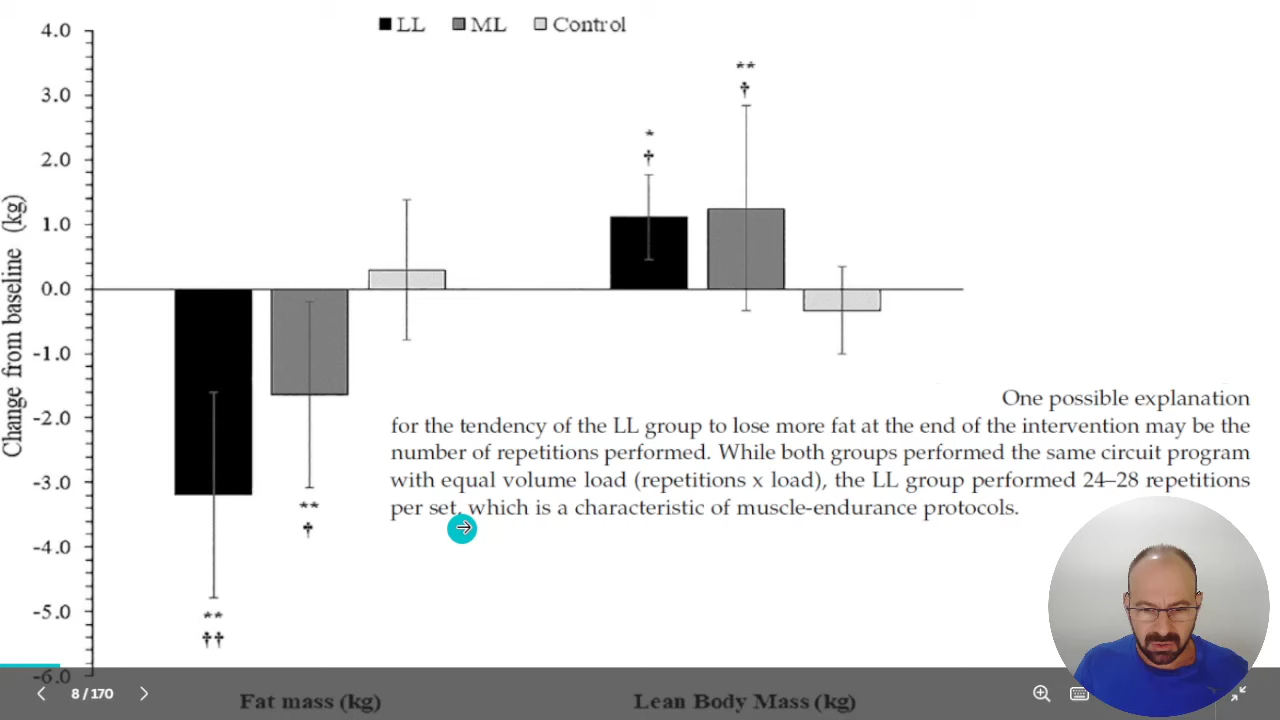 LL ML Control
4.0
3.0
2.0
1.0
0.0
-1.0
-2.0
-3.0
-4.0
-5.0
-6.0
Change from baseline (kg)
**
††
**
†
*
†
**
†
One possible explanation
for the tendency of the LL group to lose more fat at the end of the intervention may be the
number of repetitions performed. While both groups performed the same circuit program
with equal volume load (repetitions x load), the LL group performed 24–28 repetitions
per set, which is a characteristic of muscle-endurance protocols.
Fat mass (kg) Lean Body Mass (kg)
8 / 170